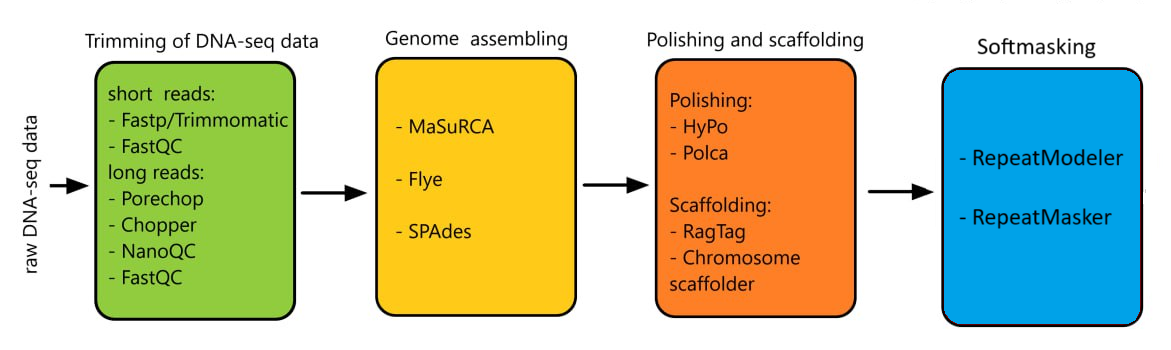 raw DNA-seq data
Trimming of DNA-seq data
short reads:
- Fastp/Trimmomatic
- FastQC
long reads:
- Porechop
- Chopper
- NanoQC
- FastQC
Genome assembling
- MaSuRCA
- Flye
- SPAdes
Polishing and scaffolding
Polishing:
- HyPo
- Polca
Scaffolding:
- RagTag
- Chromosome
scaffolder
Softmasking
- RepeatModeler
- RepeatMasker